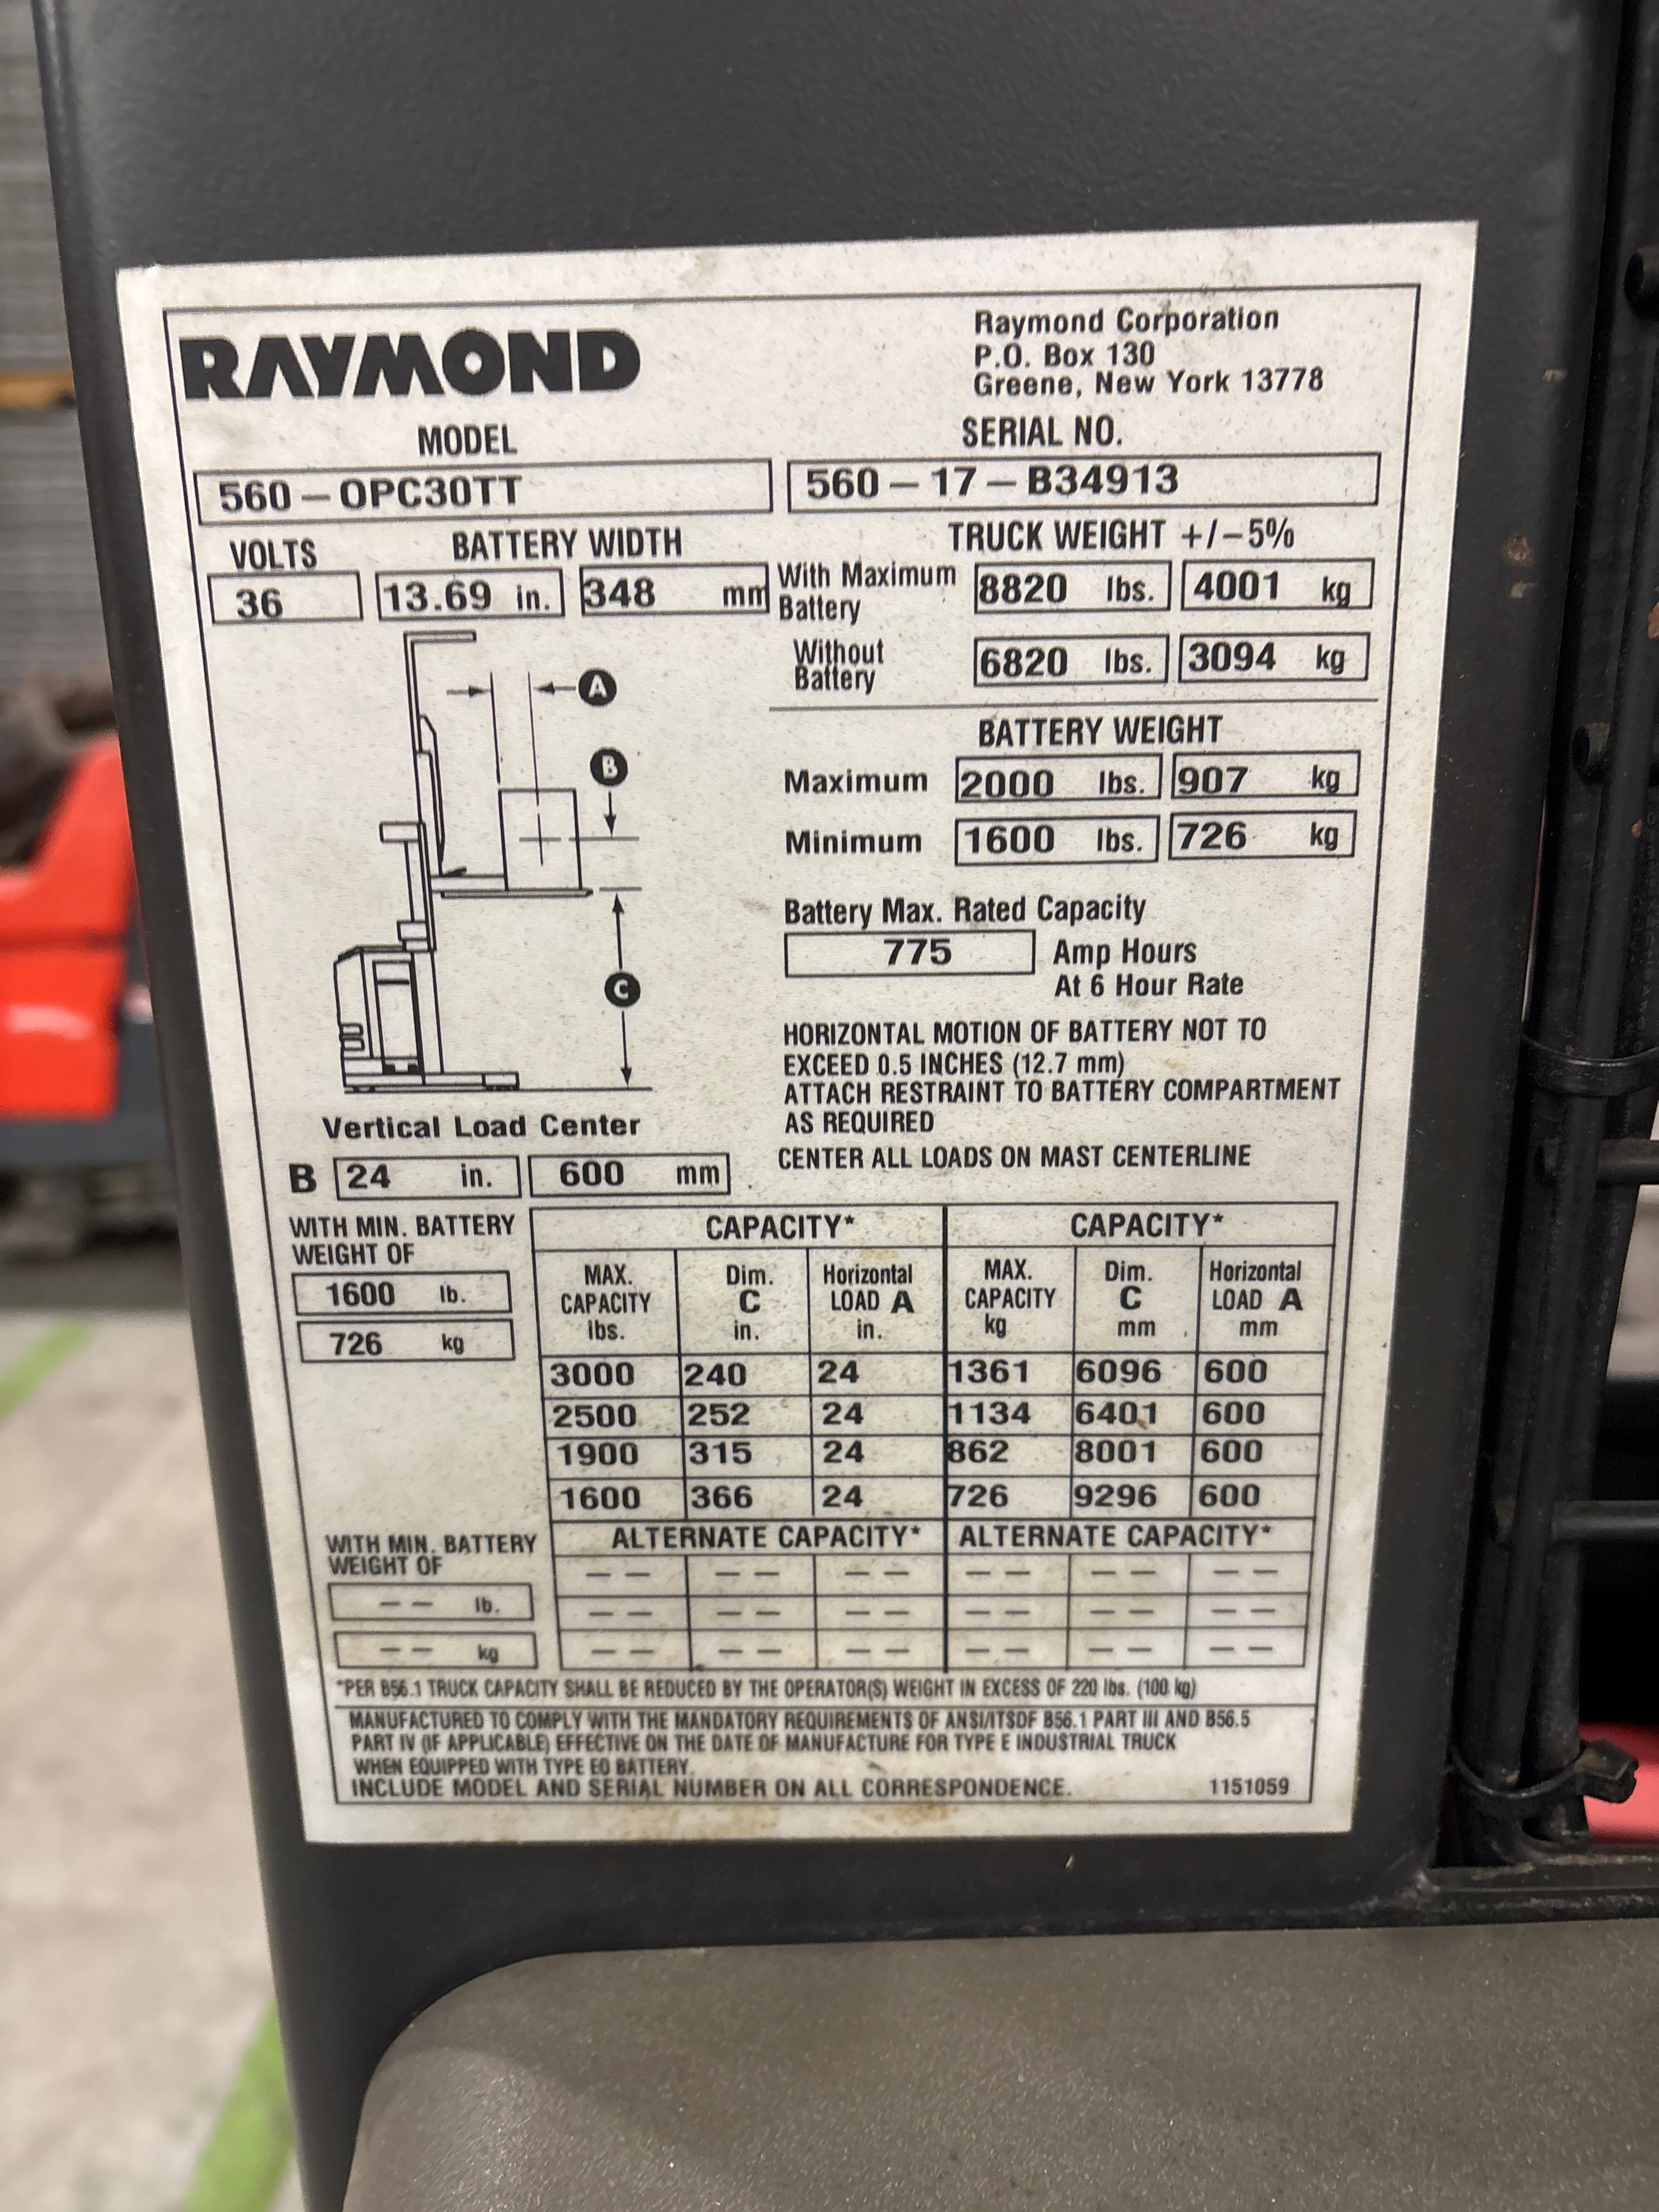 RAYMOND
Raymond Corporation
P.O. Box 130
Greene, New York 13778
MODEL
SERIAL NO.
560-OPC30TT
560-17-B34913
VOLTS
BATTERY WIDTH
TRUCK WEIGHT +/-5%
36
13.69 in.
348 mm
With Maximum
Battery
8820 lbs.
4001 kg
Without
Battery
6820 lbs.
3094 kg
A
B
C
BATTERY WEIGHT
Maximum 2000 lbs. 907 kg
Minimum 1600 lbs. 726 kg
Battery Max. Rated Capacity
775 Amp Hours
At 6 Hour Rate
HORIZONTAL MOTION OF BATTERY NOT TO
EXCEED 0.5 INCHES (12.7 mm)
ATTACH RESTRAINT TO BATTERY COMPARTMENT
AS REQUIRED
CENTER ALL LOADS ON MAST CENTERLINE
Vertical Load Center
B 24 in. 600 mm
WITH MIN. BATTERY
WEIGHT OF
1600 lb.
726 kg
CAPACITY* CAPACITY*
MAX. CAPACITY lbs. Dim. C in. Horizontal LOAD A in. MAX. CAPACITY kg Dim. C mm Horizontal LOAD A mm
3000 240 24 1361 6096 600
2500 252 24 1134 6401 600
1900 315 24 862 8001 600
1600 366 24 726 9296 600
WITH MIN. BATTERY
WEIGHT OF
-- lb.
-- kg
ALTERNATE CAPACITY* ALTERNATE CAPACITY*
-- -- -- -- -- --
-- -- -- -- -- --
-- -- -- -- -- --
*PER B56.1 TRUCK CAPACITY SHALL BE REDUCED BY THE OPERATOR(S) WEIGHT IN EXCESS OF 220 lbs. (100 kg)
MANUFACTURED TO COMPLY WITH THE MANDATORY REQUIREMENTS OF ANSI/ITSDF B56.1 PART III AND B56.5
PART IV (IF APPLICABLE) EFFECTIVE ON THE DATE OF MANUFACTURE FOR TYPE E INDUSTRIAL TRUCK
WHEN EQUIPPED WITH TYPE EO BATTERY.
INCLUDE MODEL AND SERIAL NUMBER ON ALL CORRESPONDENCE. 1151059